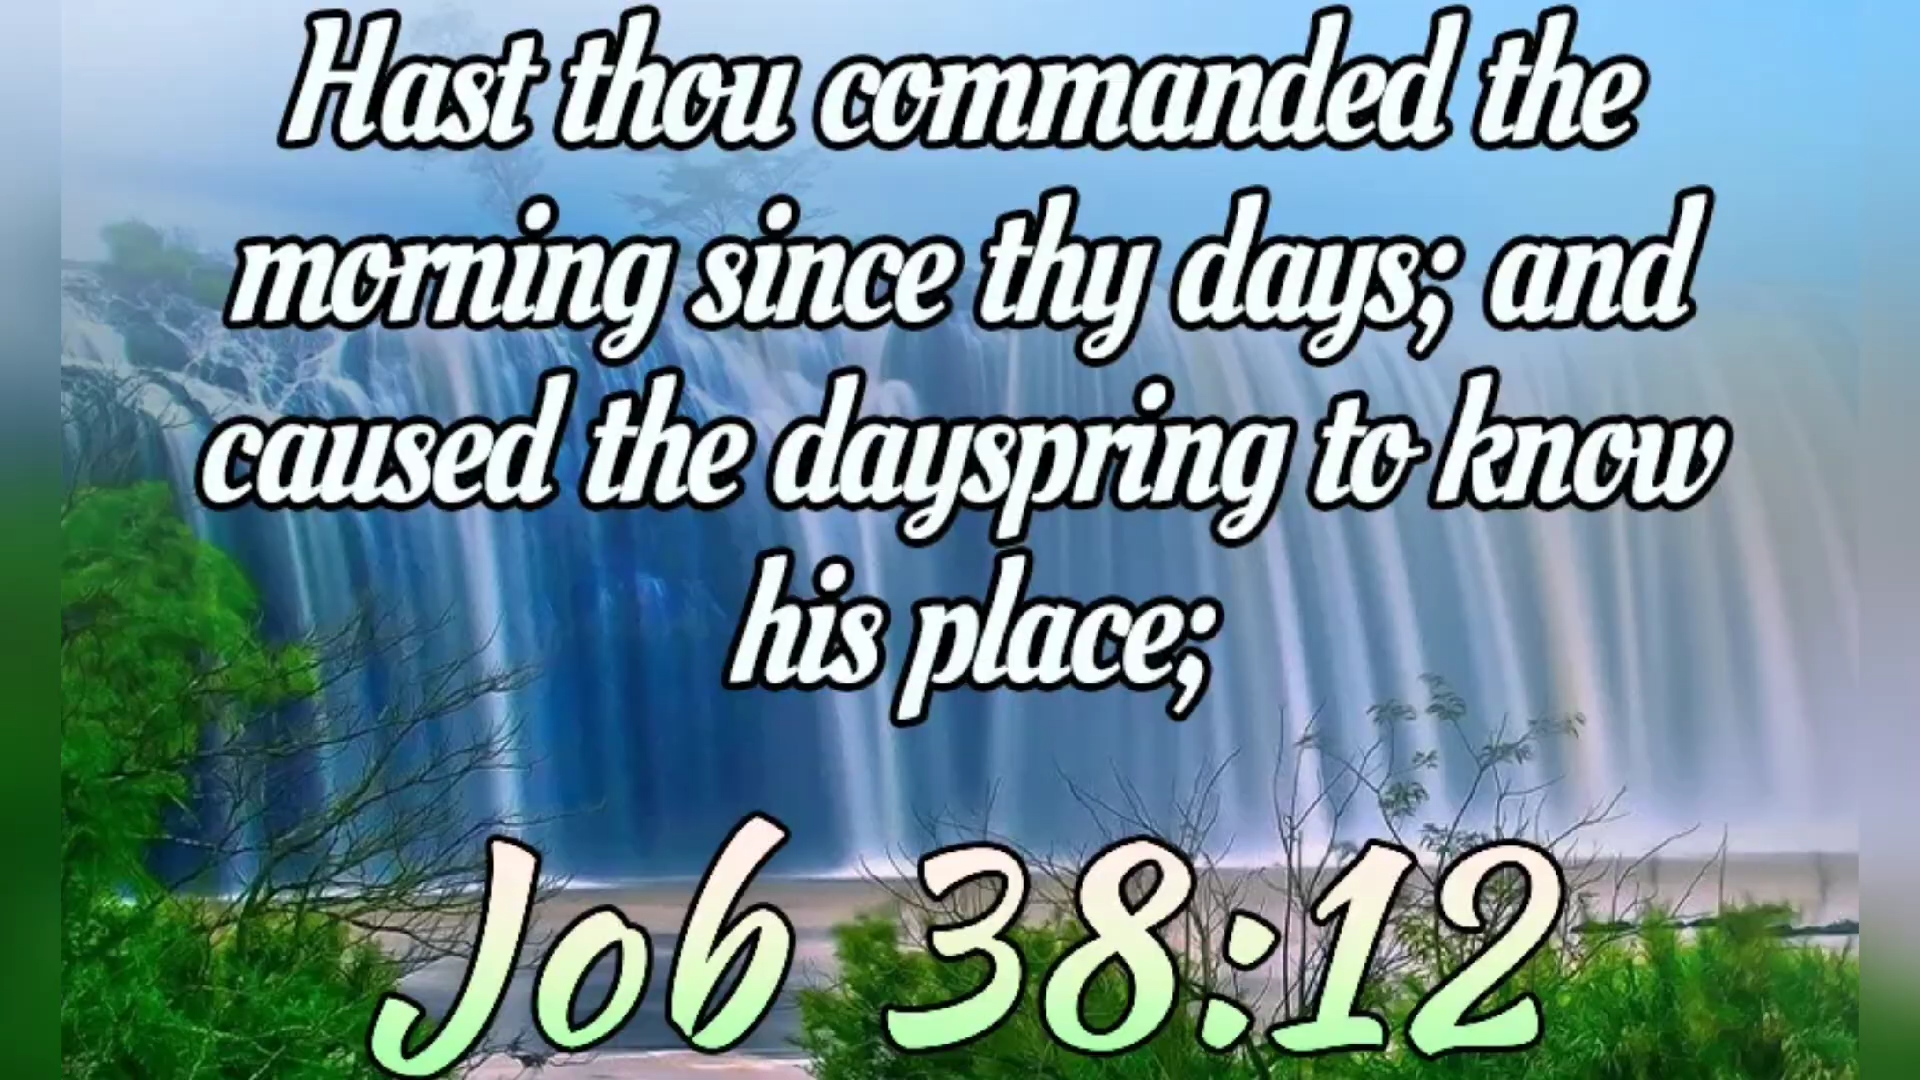 Hast thou commanded the
morning since thy days; and
caused the dayspring to know
his place;
Job 38:12